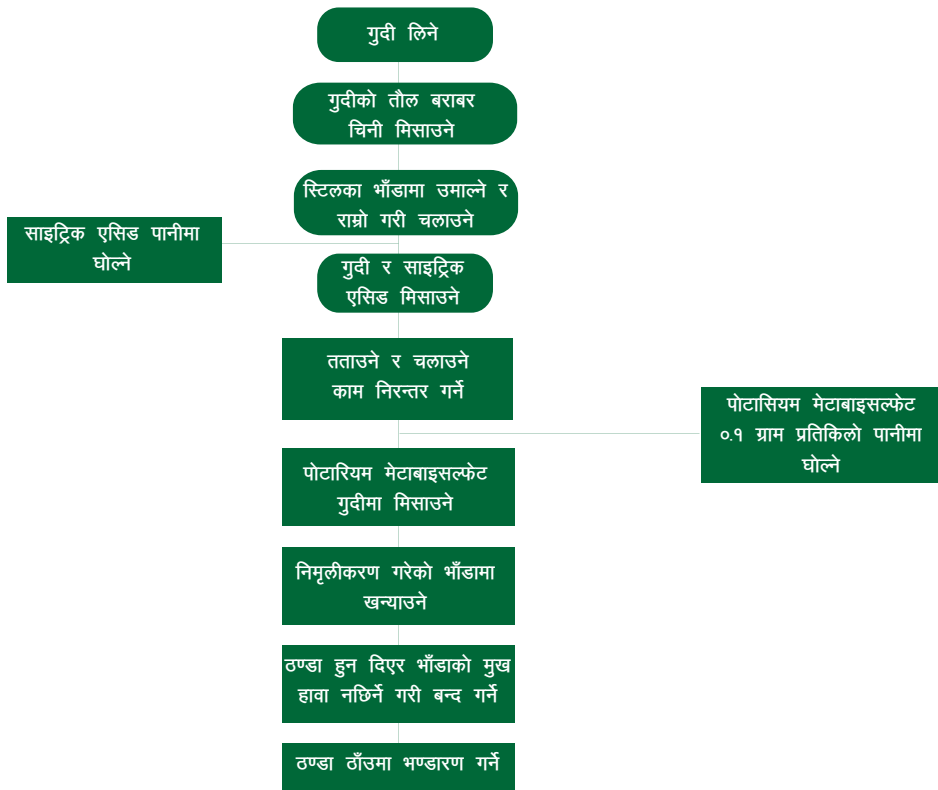 गुदी लिने
गुदीको तौल बराबर
चिनी मिसाउने
स्टिलका भाँडामा उमाल्ने र
राम्रो गरी चलाउने
साइट्रिक एसिड पानीमा
घोल्ने
गुदी र साइट्रिक
एसिड मिसाउने
तताउने र चलाउने
काम निरन्तर गर्ने
पोटासियम मेटाबाइसल्फेट
०.१ ग्राम प्रतिकिलो पानीमा
घोल्ने
पोटारियम मेटाबाइसल्फेट
गुदीमा मिसाउने
निमृलीकरण गरेको भाँडामा
खन्याउने
ठण्डा हुन दिएर भाँडाको मुख
हावा नछिर्ने गरी बन्द गर्ने
ठण्डा ठाँउमा भण्डारण गर्ने